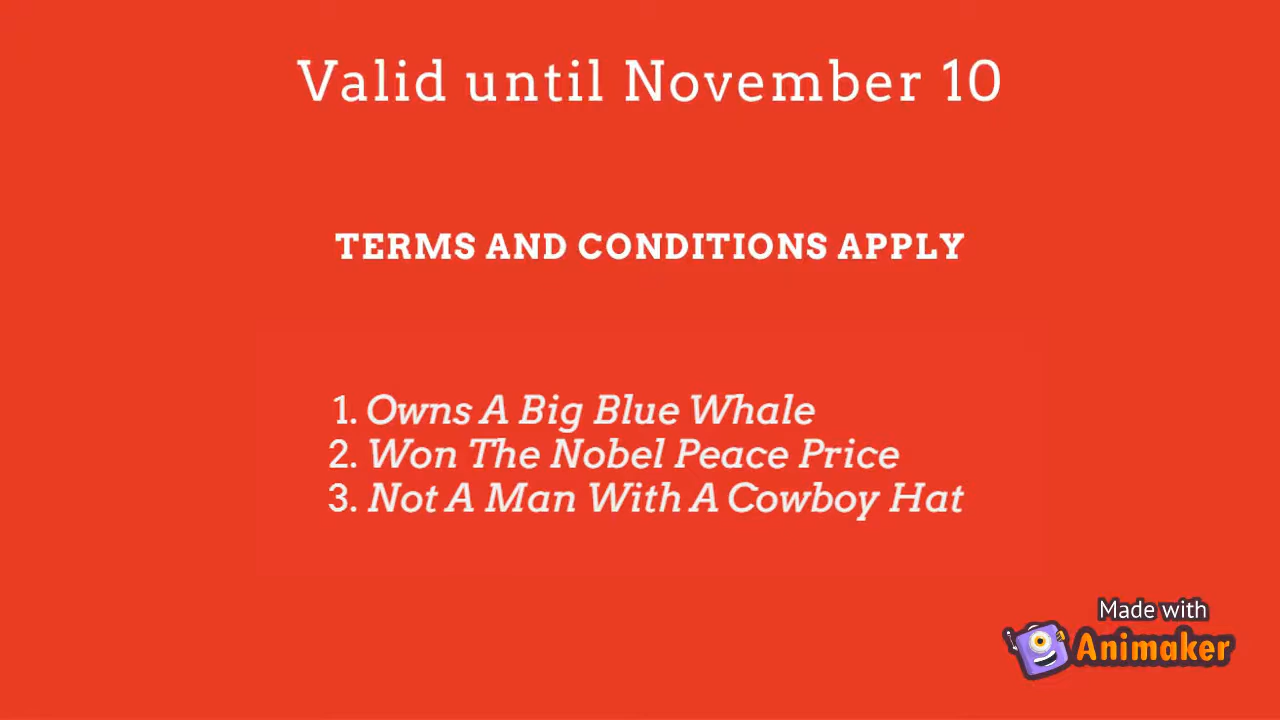 Valid until November 10
TERMS AND CONDITIONS APPLY
1. Owns A Big Blue Whale
2. Won The Nobel Peace Price
3. Not A Man With A Cowboy Hat
Made with
Animaker